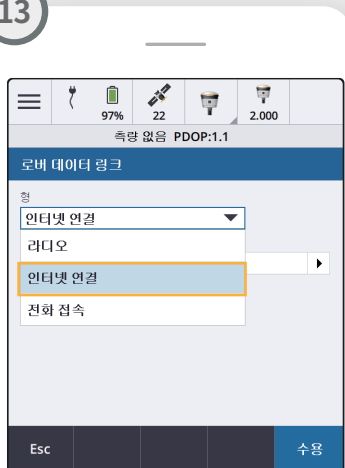 13
97%
22
2.000
측량 없음 PDOP:1.1
로버 데이터 링크
형
인터넷 연결
라디오
인터넷 연결
전화 접속
Esc
수용